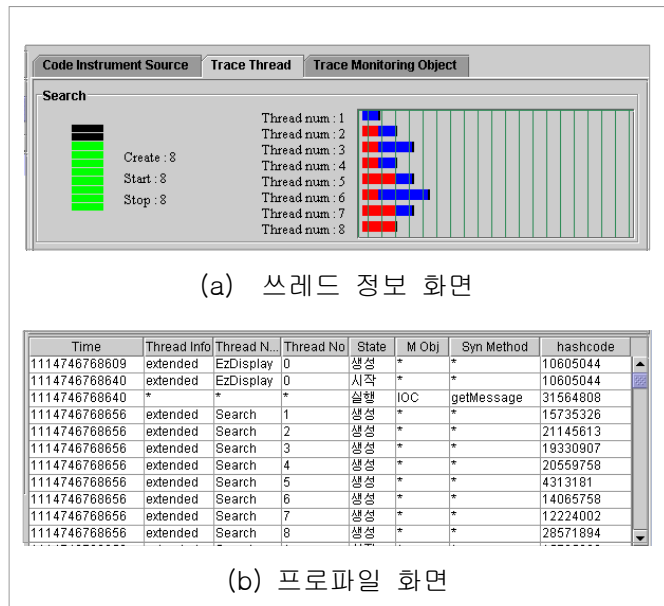 Code Instrument Source Trace Thread Trace Monitoring Object
Search
Create : 8
Start : 8
Stop : 8
Thread num : 1
Thread num : 2
Thread num : 3
Thread num : 4
Thread num : 5
Thread num : 6
Thread num : 7
Thread num : 8
(a) 쓰레드 정보 화면
Time Thread Info Thread N... Thread No State M Obj Syn Method hashcode
1114746768609 extended EzDisplay 0 생성 * * 10605044
1114746768640 extended EzDisplay 0 시작 * * 10605044
1114746768640 * * * 실행 IOC getMessage 31564808
1114746768656 extended Search 1 생성 * * 15735326
1114746768656 extended Search 2 생성 * * 21145613
1114746768656 extended Search 3 생성 * * 19330907
1114746768656 extended Search 4 생성 * * 20559758
1114746768656 extended Search 5 생성 * * 4313181
1114746768656 extended Search 6 생성 * * 14065758
1114746768656 extended Search 7 생성 * * 12224002
1114746768656 extended Search 8 생성 * * 28571894
(b) 프로파일 화면